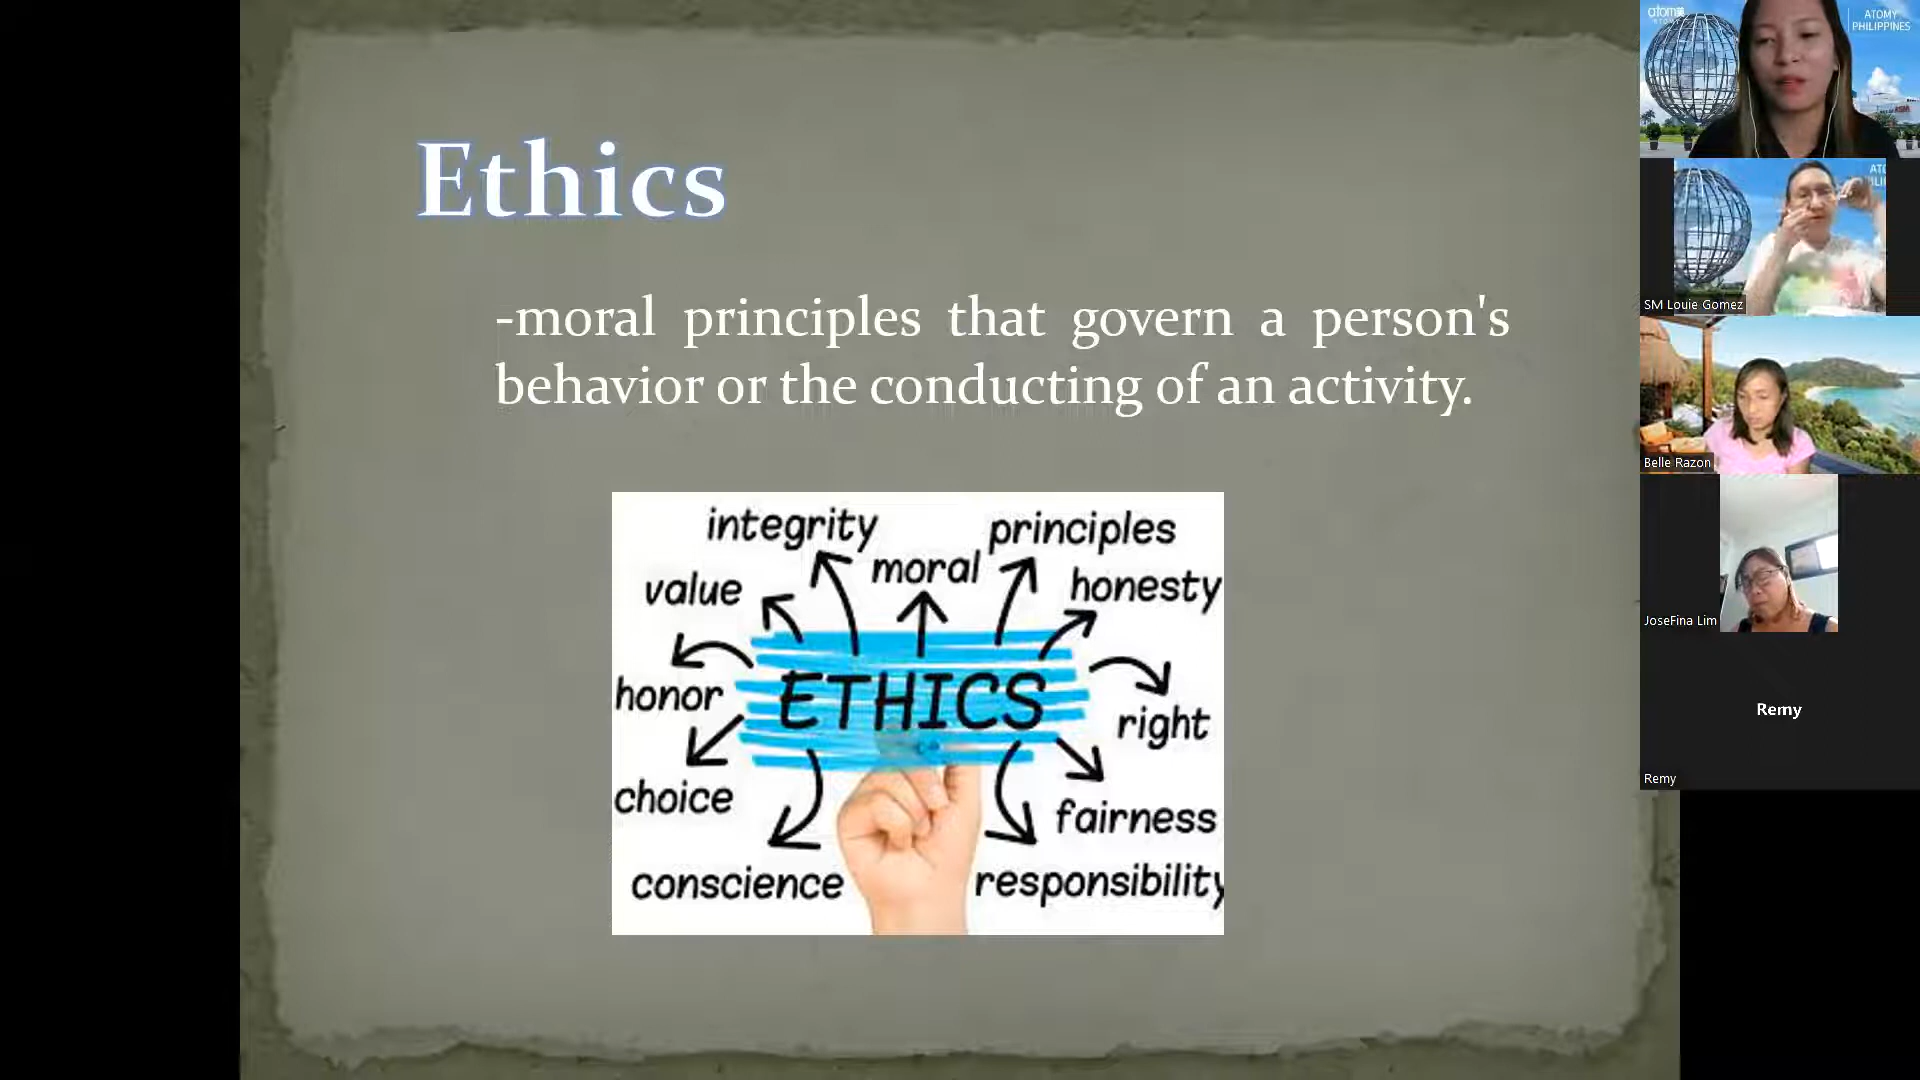 Ethics
-moral principles that govern a person's
behavior or the conducting of an activity.
integrity
principles
moral
value
honesty
honor
ETHICS
right
choice
fairness
conscience
responsibility
atomy
ATOMY
PHILIPPINES
SM Louie Gomez
Belle Razon
JoseFina Lim
Remy
Remy